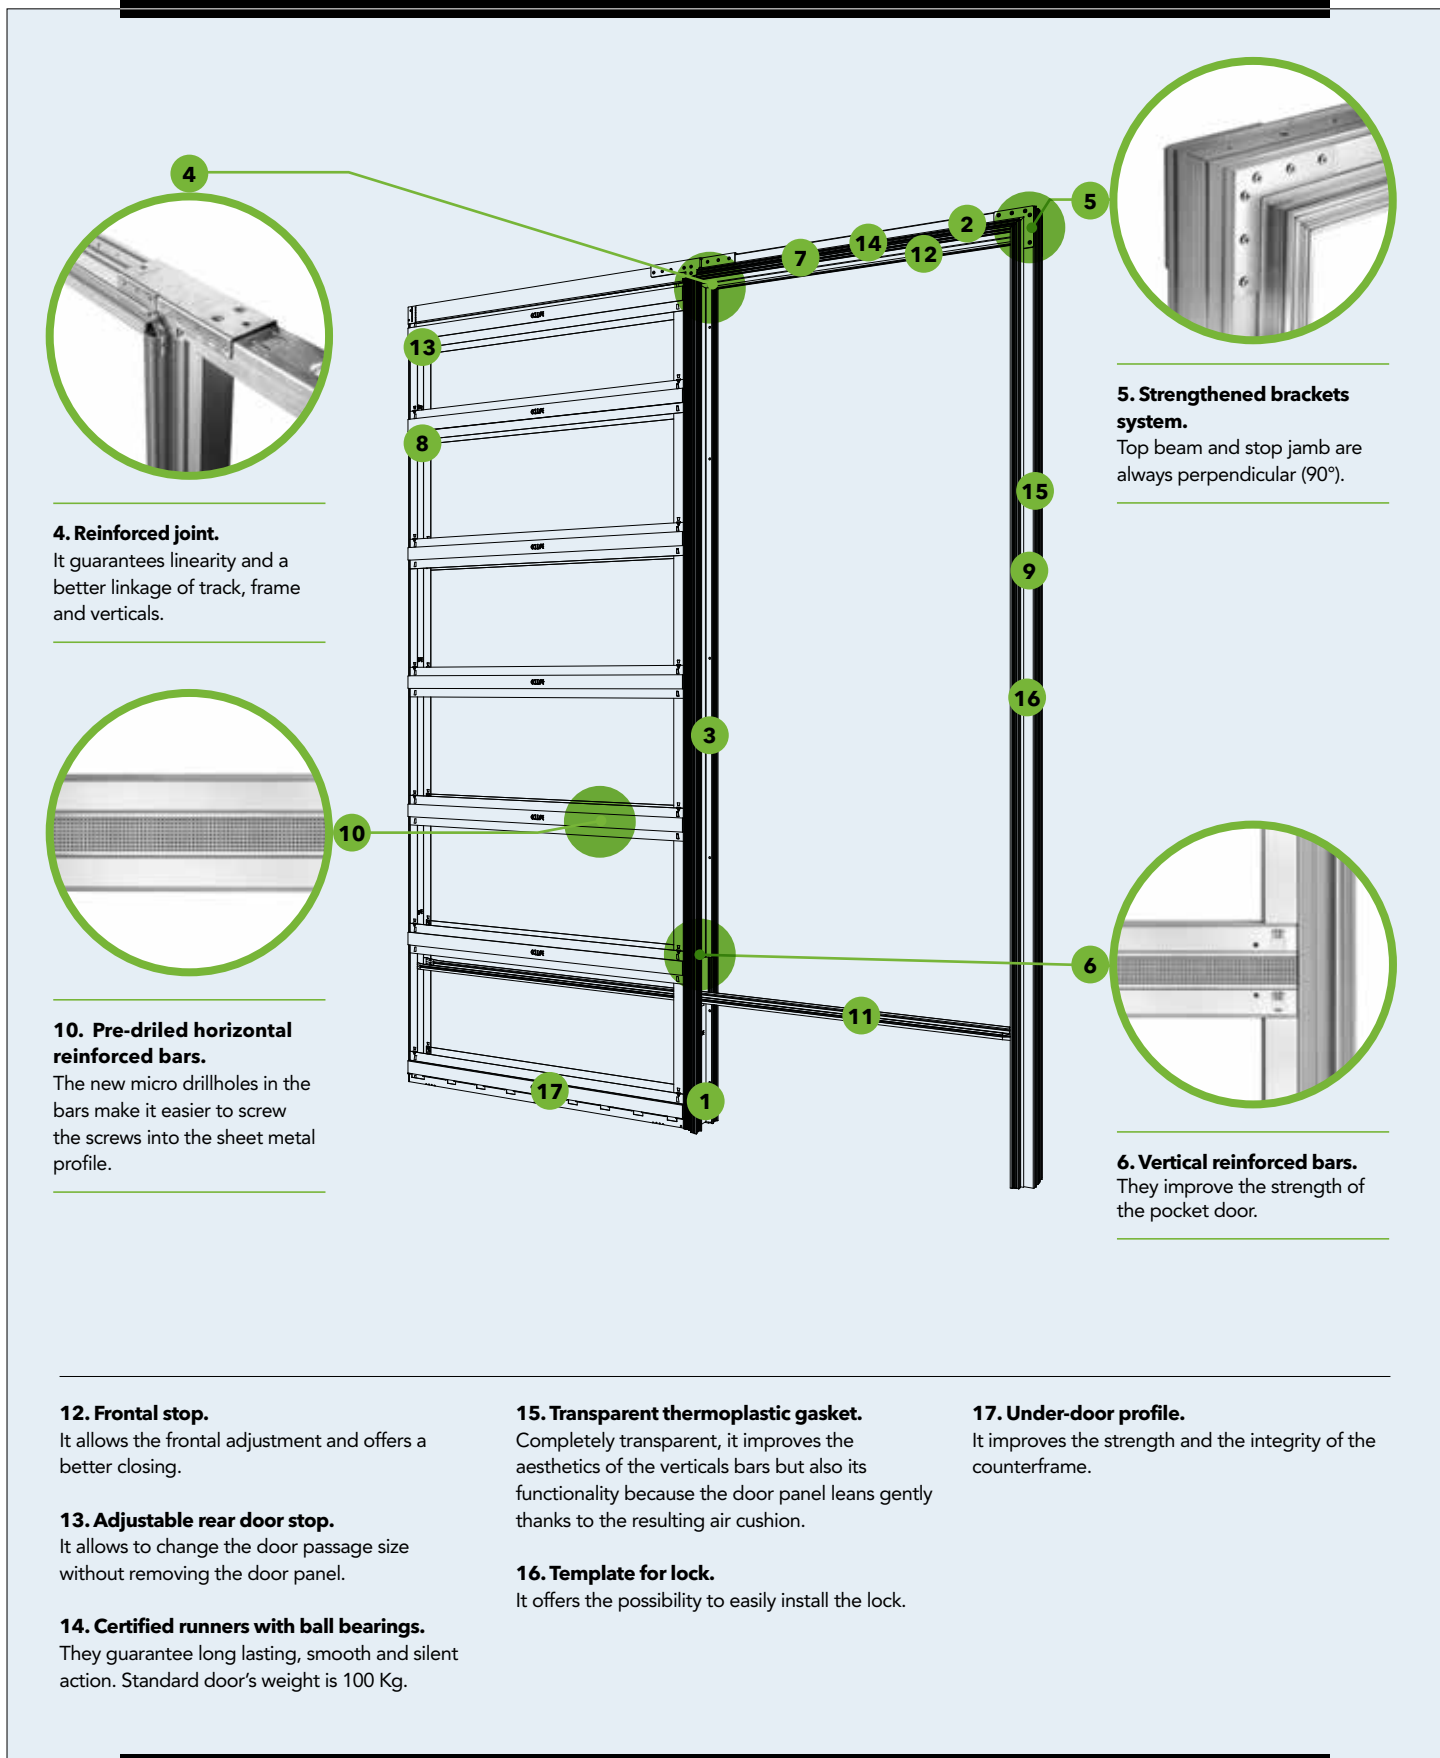 4
5
2
14
7
12
13
8
15
9
16
3
10
6
11
17
1
4. Reinforced joint.
It guarantees linearity and a
better linkage of track, frame
and verticals.
5. Strengthened brackets
system.
Top beam and stop jamb are
always perpendicular (90°).
10. Pre-driled horizontal
reinforced bars.
The new micro drillholes in the
bars make it easier to screw
the screws into the sheet metal
profile.
6. Vertical reinforced bars.
They improve the strength of
the pocket door.
12. Frontal stop.
It allows the frontal adjustment and offers a
better closing.
13. Adjustable rear door stop.
It allows to change the door passage size
without removing the door panel.
14. Certified runners with ball bearings.
They guarantee long lasting, smooth and silent
action. Standard door's weight is 100 Kg.
15. Transparent thermoplastic gasket.
Completely transparent, it improves the
aesthetics of the verticals bars but also its
functionality because the door panel leans gently
thanks to the resulting air cushion.
16. Template for lock.
It offers the possibility to easily install the lock.
17. Under-door profile.
It improves the strength and the integrity of the
counterframe.